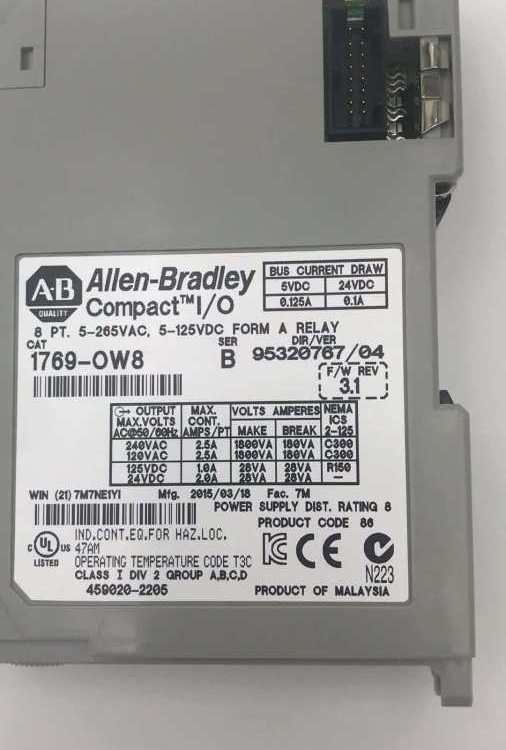 A-B
QUALITY
Allen-Bradley
Compact™ I/O
BUS CURRENT DRAW
5VDC 24VDC
0.125A 0.1A
8 PT. 5-265VAC, 5-125VDC FORM A RELAY
CAT SER DIR/VER
1769-OW8 B 95320767/04
F/W REV
3.1
OUTPUT MAX. VOLTS AMPERES NEMA
MAX.VOLTS CONT. ICS
AC@50/60Hz AMPS/PT MAKE BREAK 2-125
240VAC 2.5A 1800VA 180VA C300
120VAC 2.5A 1800VA 180VA C300
125VDC 1.0A 28VA 28VA R150
24VDC 2.0A 28VA 28VA —
WIN (21) 7M7NE1YI Mfg. 2015/03/18 Fac. 7M
POWER SUPPLY DIST. RATING 8
PRODUCT CODE 86
C UL US
LISTED
IND.CONT.EQ.FOR HAZ.LOC.
47AM
OPERATING TEMPERATURE CODE T3C
CLASS I DIV 2 GROUP A,B,C,D
459020-2205
CE
N223
PRODUCT OF MALAYSIA